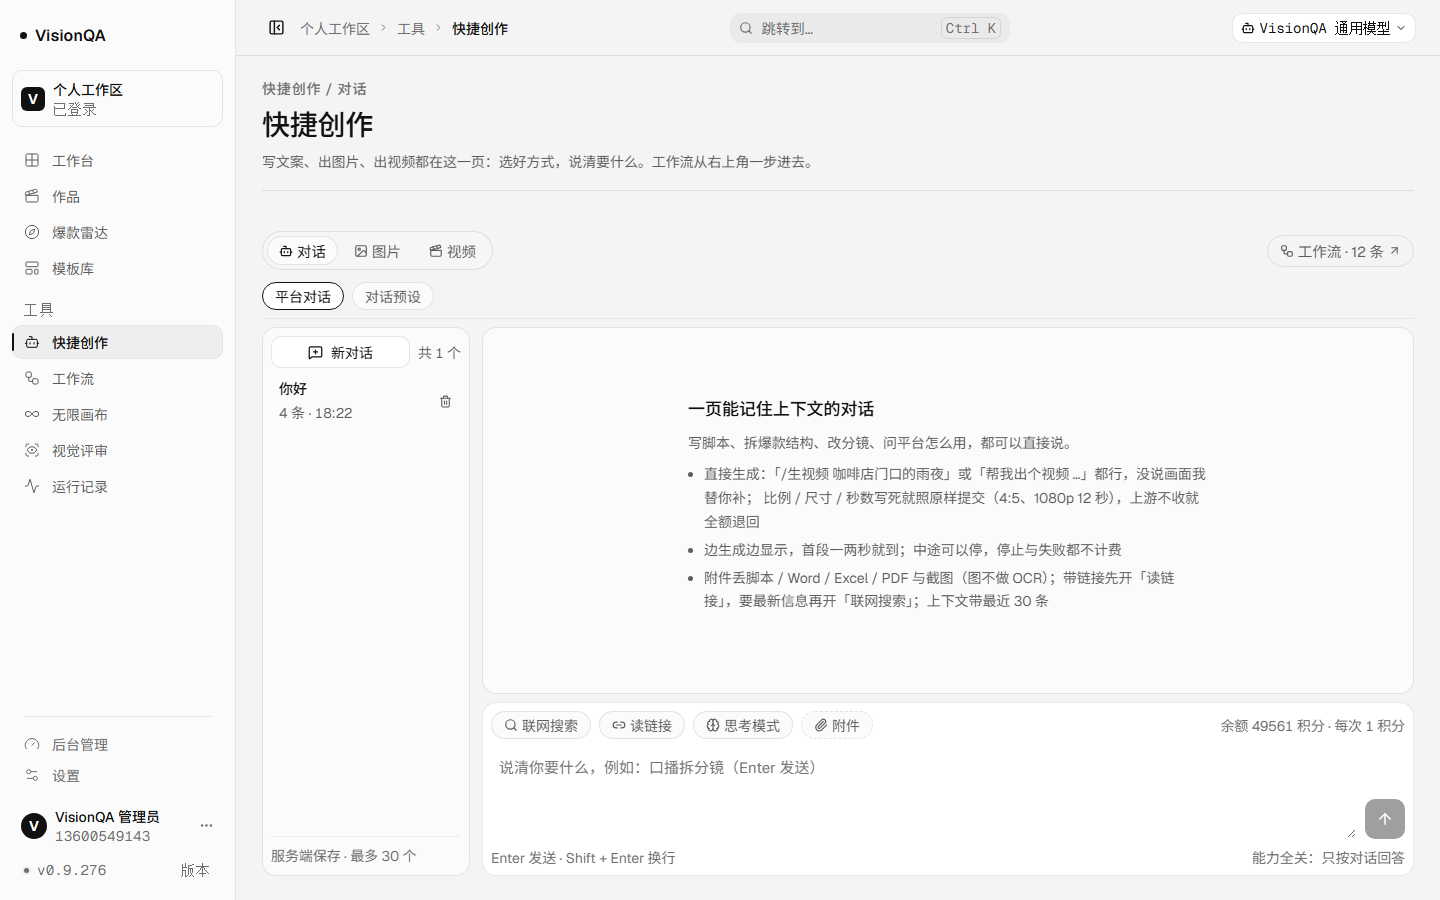 VisionQA
V
个人工作区
已登录
工作台
作品
爆款雷达
模板库
工具
快捷创作
工作流
无限画布
视觉评审
运行记录
后台管理
设置
V
VisionQA 管理员
13600549143
v0.9.276
版本
个人工作区 › 工具 › 快捷创作
跳转到...
Ctrl K
VisionQA 通用模型
快捷创作 / 对话
快捷创作
写文案、出图片、出视频都在这一页：选好方式，说清要什么。工作流从右上角一步进去。
对话
图片
视频
工作流 · 12 条
平台对话
对话预设
新对话
共 1 个
你好
4 条 · 18:22
服务端保存 · 最多 30 个
一页能记住上下文的对话
写脚本、拆爆款结构、改分镜、问平台怎么用，都可以直接说。
直接生成：「/生视频 咖啡店门口的雨夜」或「帮我出个视频 ...」都行，没说画面我
替你补； 比例 / 尺寸 / 秒数写死就照原样提交（4:5、1080p 12 秒），上游不收就
全额退回
边生成边显示，首段一两秒就到；中途可以停，停止与失败都不计费
附件丢脚本 / Word / Excel / PDF 与截图（图不做 OCR）；带链接先开「读链
接」，要最新信息再开「联网搜索」；上下文带最近 30 条
联网搜索
读链接
思考模式
附件
余额 49561 积分 · 每次 1 积分
说清你要什么，例如：口播拆分镜（Enter 发送）
Enter 发送 · Shift + Enter 换行
能力全关：只按对话回答